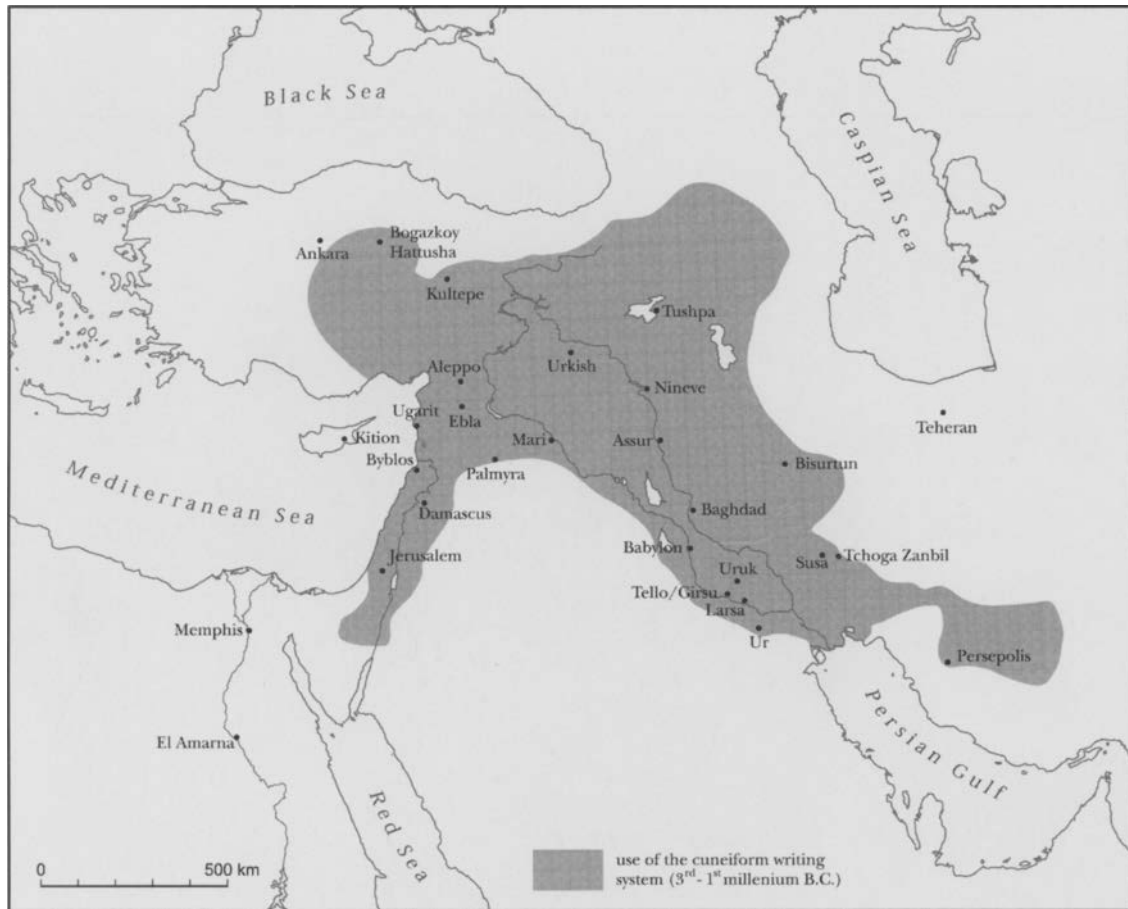 Black Sea
Caspian Sea
Ankara
Bogazkoy
Hattusha
Kultepe
Tushpa
Urkish
Aleppo
Nineve
Ebla
Ugarit
Teheran
Kition
Mari
Assur
Byblos
Palmyra
Bisurtun
Mediterranean Sea
Damascus
Baghdad
Babylon
Susa
Tchoga Zanbil
Jerusalem
Uruk
Tello/Girsu
Larsa
Memphis
Ur
Persepolis
El Amarna
Persian Gulf
Red Sea
0
500 km
use of the cuneiform writing
system (3rd - 1st millenium B.C.)